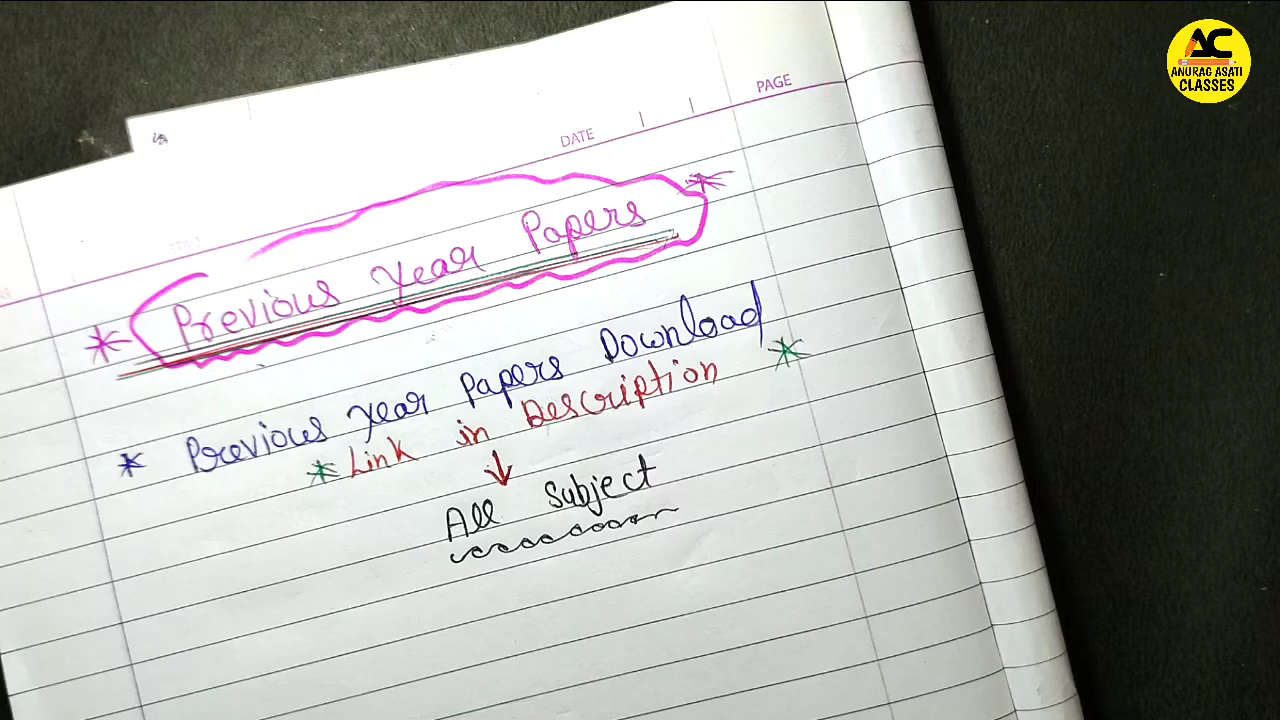 AC
ANURAG ASATI
CLASSES
PAGE
DATE
* Previous Year Papers *
* Previous Year Papers Download
* Link in Description *
↓
All Subject